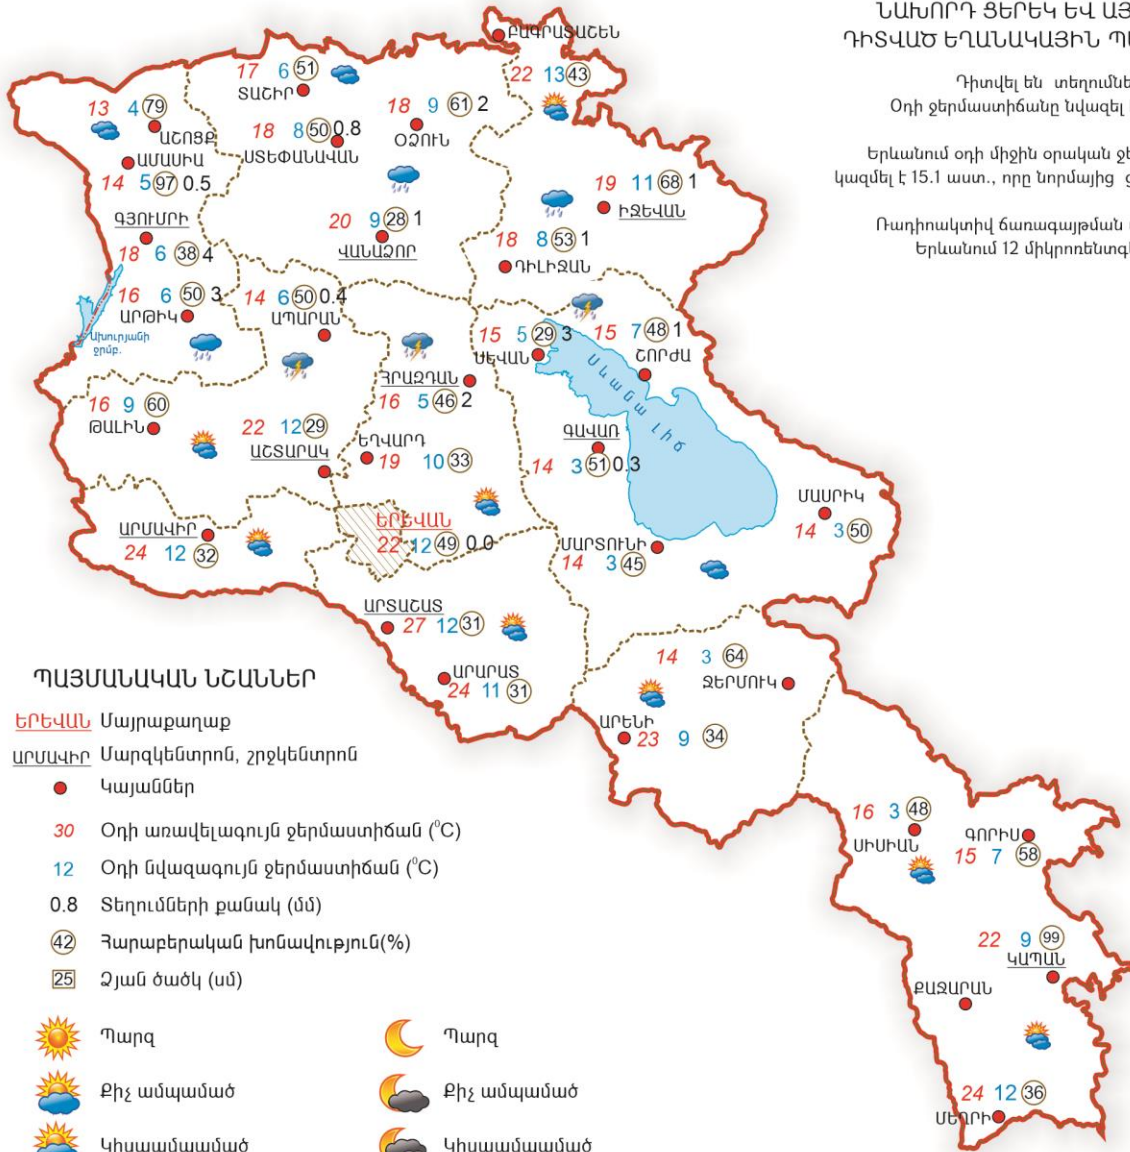 ՆԱԽՈՐԴ ՑԵՐԵԿ ԵՎ ԱՅ
ԴԻՏՎԱԾ ԵՂԱՆԱԿԱՅԻՆ ՊԱ
Դիտվել են տեղումնե
Օդի ջերմաստիճանը նվազել
Երևանում օդի միջին օրական ջե
կազմել է 15.1 աստ., որը նորմայից
Ռադիոակտիվ ճառագայթման
Երևանում 12 միկրոռենտգե
ԲԱԳՐԱՏԱՇԵՆ
22 13 43
17 6 51
ՏԱՇԻՐ
13 4 79
ԱՇՈՑՔ
18 9 61 2
ՕՁՈՒՆ
18 8 50 0.8
ՍՏԵՓԱՆԱՎԱՆ
ԱՄԱՍԻԱ
14 5 97 0.5
19 11 68 1
ԻՋԵՎԱՆ
ԳՅՈՒՄՐԻ
18 6 38 4
20 9 28 1
ՎԱՆԱՁՈՐ
18 8 53 1
ԴԻԼԻՋԱՆ
16 6 50 3
ԱՐԹԻԿ
14 6 50 0.4
ԱՊԱՐԱՆ
Ախուրյանի
ջրմբ.
15 5 29 3
ՍԵՎԱՆ
15 7 48 1
ՇՈՐԺԱ
Սևանա լիճ
ՀՐԱԶԴԱՆ
16 5 46 2
16 9 60
ԹԱԼԻՆ
22 12 29
ԱՇՏԱՐԱԿ
ԵՂՎԱՐԴ
19 10 33
ԳԱՎԱՌ
14 3 51 0.3
ՄԱՍՐԻԿ
14 3 50
ԱՐՄԱՎԻՐ
24 12 32
ԵՐԵՎԱՆ
22 12 49 0.0
ՄԱՐՏՈՒՆԻ
14 3 45
ԱՐՏԱՇԱՏ
27 12 31
ԱՐԱՐԱՏ
24 11 31
14 3 64
ՋԵՐՄՈՒԿ
ԱՐԵՆԻ
23 9 34
16 3 48
ՍԻՍԻԱՆ
ԳՈՐԻՍ
15 7 58
22 9 99
ԿԱՊԱՆ
ՔԱՋԱՐԱՆ
24 12 36
ՄԵՂՐԻ
ՊԱՅՄԱՆԱԿԱՆ ՆՇԱՆՆԵՐ
ԵՐԵՎԱՆ Մայրաքաղաք
ԱՐՄԱՎԻՐ Մարզկենտրոն, շրջկենտրոն
Կայաններ
30 Օդի առավելագույն ջերմաստիճան (⁰C)
12 Օդի նվազագույն ջերմաստիճան (⁰C)
0.8 Տեղումների քանակ (մմ)
42 Հարաբերական խոնավություն(%)
25 Ձյան ծածկ (սմ)
Պարզ Պարզ
Քիչ ամպամած Քիչ ամպամած
Կիսաամպամած Կիսաամպամած